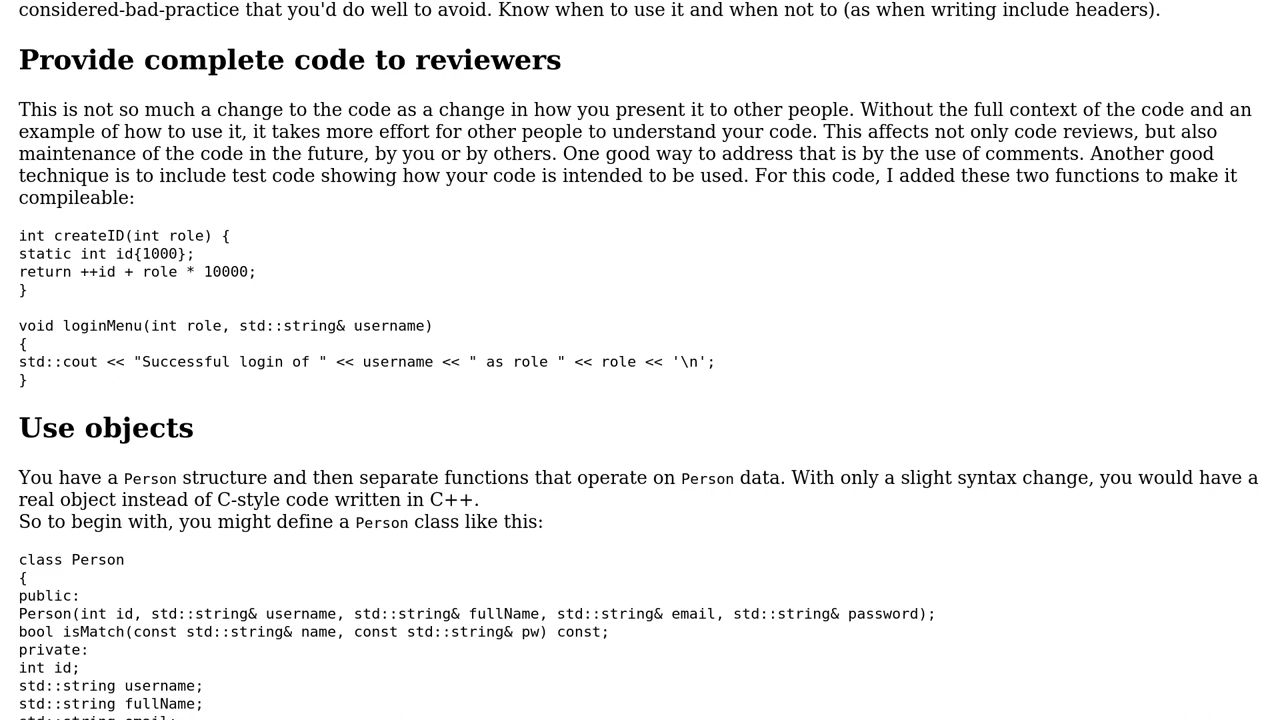 considered-bad-practice that you'd do well to avoid. Know when to use it and when not to (as when writing include headers).
Provide complete code to reviewers
This is not so much a change to the code as a change in how you present it to other people. Without the full context of the code and an
example of how to use it, it takes more effort for other people to understand your code. This affects not only code reviews, but also
maintenance of the code in the future, by you or by others. One good way to address that is by the use of comments. Another good
technique is to include test code showing how your code is intended to be used. For this code, I added these two functions to make it
compileable:
int createID(int role) {
static int id{1000};
return ++id + role * 10000;
}
void loginMenu(int role, std::string& username)
{
std::cout << "Successful login of " << username << " as role " << role << '\n';
}
Use objects
You have a Person structure and then separate functions that operate on Person data. With only a slight syntax change, you would have a
real object instead of C-style code written in C++.
So to begin with, you might define a Person class like this:
class Person
{
public:
Person(int id, std::string& username, std::string& fullName, std::string& email, std::string& password);
bool isMatch(const std::string& name, const std::string& pw) const;
private:
int id;
std::string username;
std::string fullName;
std::string email;